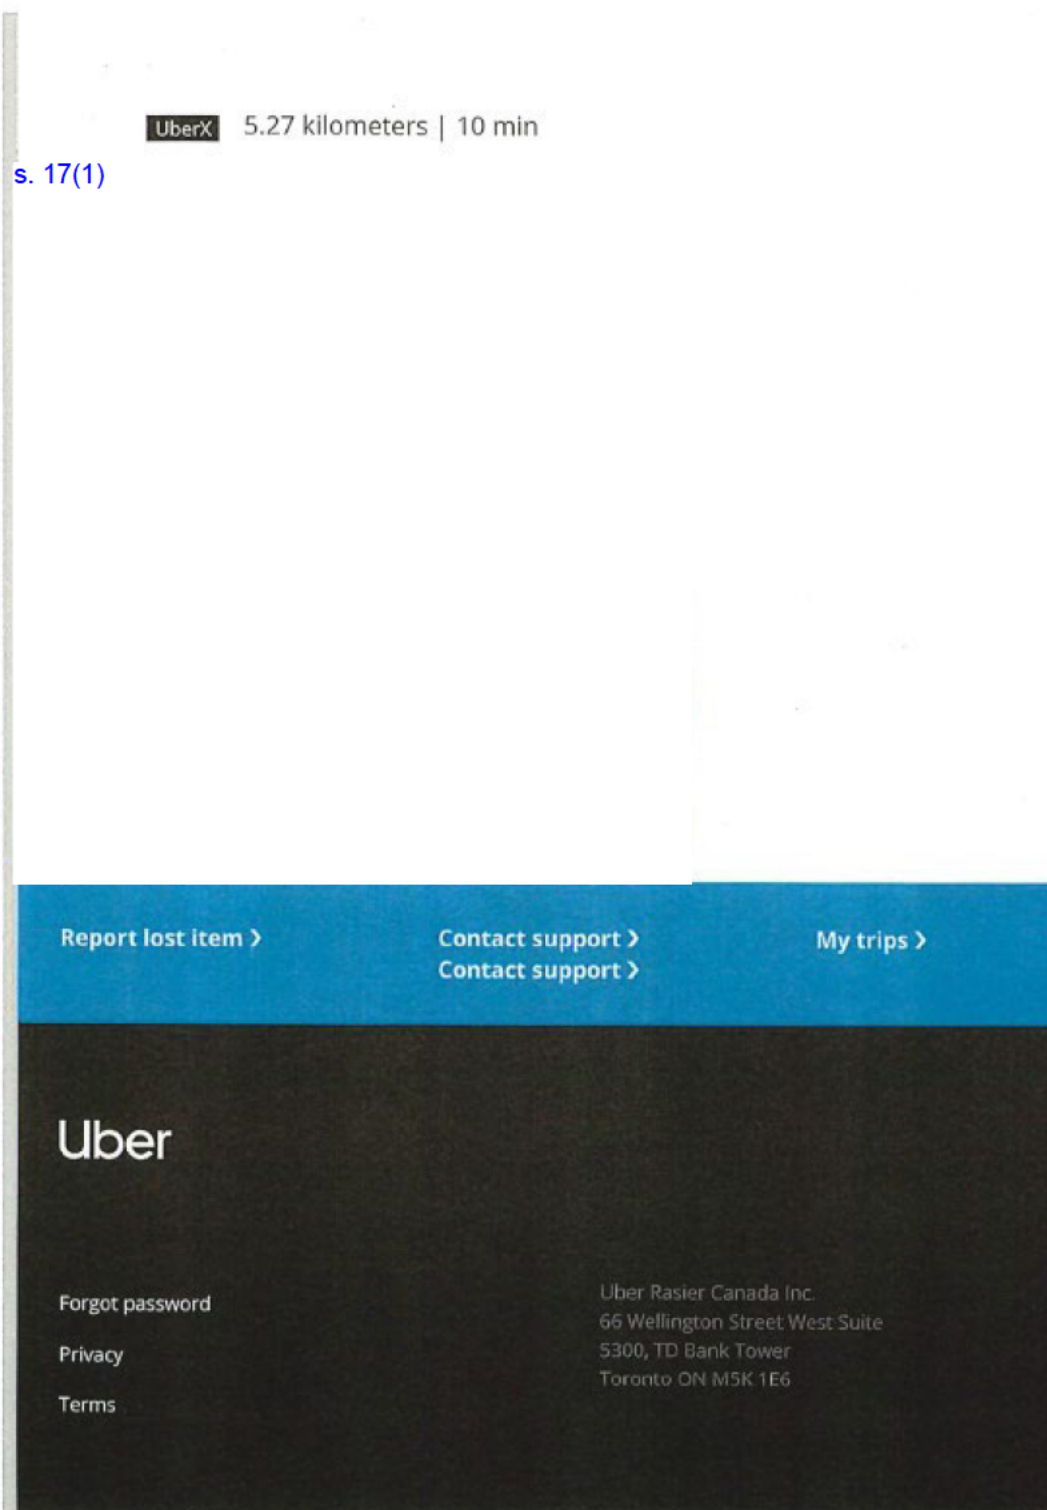 UberX 5.27 kilometers | 10 min
s. 17(1)
Report lost item ❯
Contact support ❯
My trips ❯
Contact support ❯
Uber
Forgot password
Privacy
Terms
Uber Rasier Canada Inc.
66 Wellington Street West Suite
5300, TD Bank Tower
Toronto ON M5K 1E6